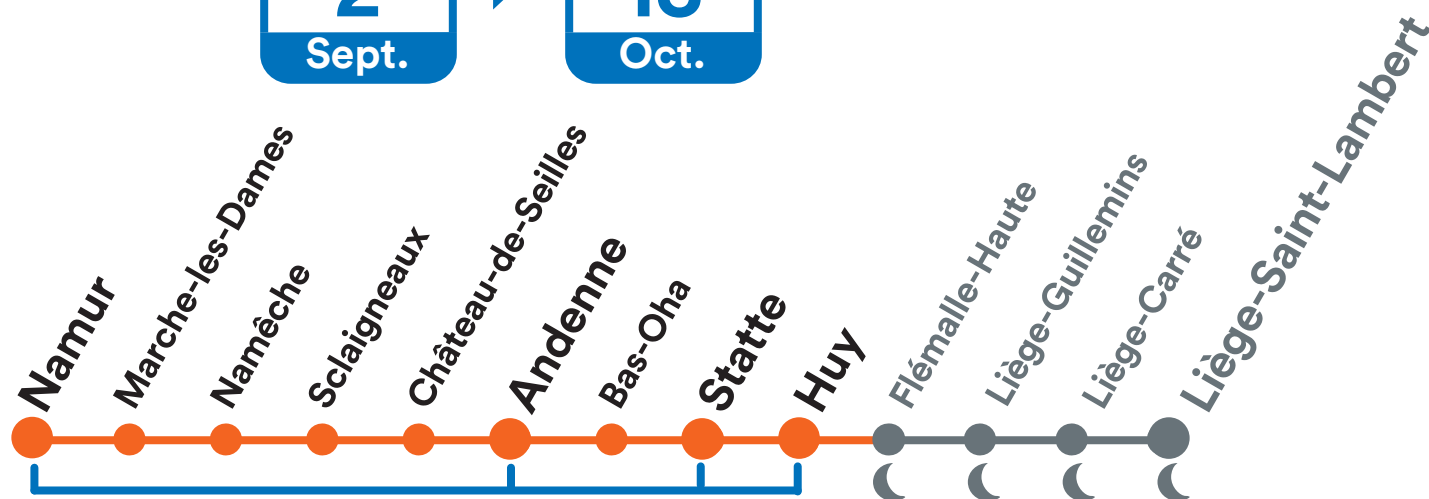 Sept.
Oct.
Namur
Marche-les-Dames
Namêche
Sclaigneaux
Château-de-Seilles
Andenne
Bas-Oha
Statte
Huy
Flémalle-Haute
Liège-Guillemins
Liège-Carré
Liège-Saint-Lambert